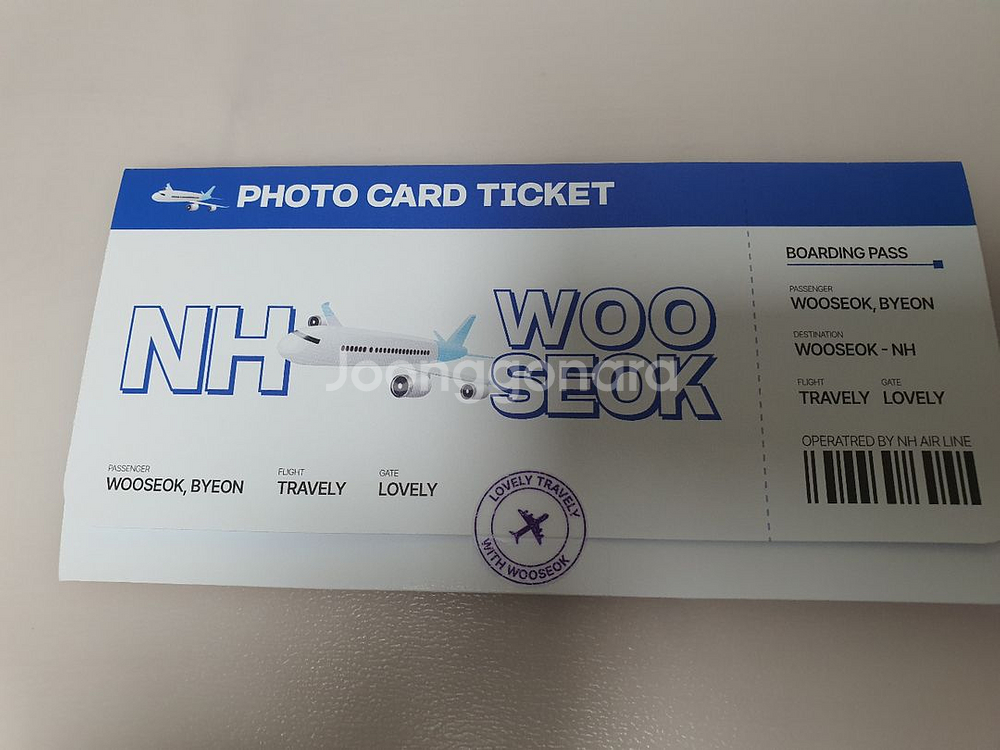 PHOTO CARD TICKET
NH
WOO
SEOK
Joonggonara
PASSENGER
WOOSEOK, BYEON
FLIGHT
TRAVELY
GATE
LOVELY
LOVELY TRAVELY
WITH WOOSEOK
BOARDING PASS
PASSENGER
WOOSEOK, BYEON
DESTINATION
WOOSEOK - NH
FLIGHT
TRAVELY
GATE
LOVELY
OPERATRED BY NH AIR LINE